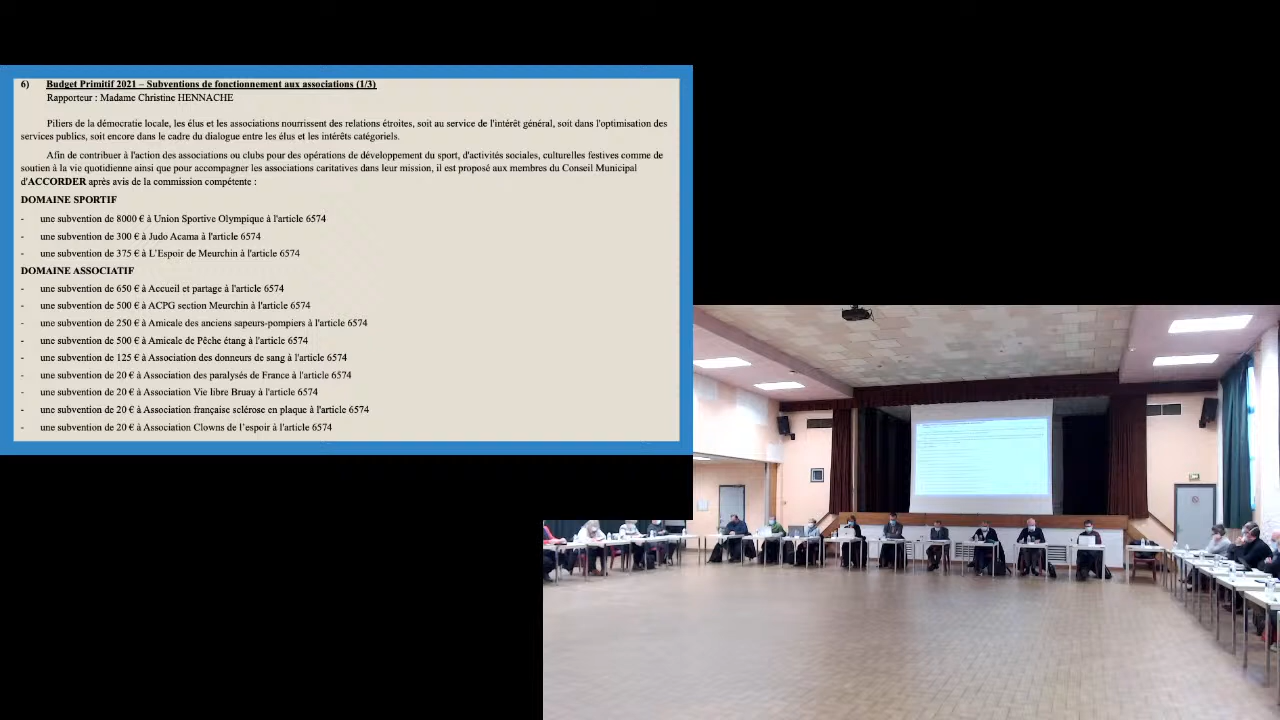 6) Budget Primitif 2021 – Subventions de fonctionnement aux associations (1/3)
Rapporteur : Madame Christine HENNACHE
Piliers de la démocratie locale, les élus et les associations nourrissent des relations étroites, soit au service de l'intérêt général, soit dans l'optimisation des
services publics, soit encore dans le cadre du dialogue entre les élus et les intérêts catégoriels.
Afin de contribuer à l'action des associations ou clubs pour des opérations de développement du sport, d'activités sociales, culturelles festives comme de
soutien à la vie quotidienne ainsi que pour accompagner les associations caritatives dans leur mission, il est proposé aux membres du Conseil Municipal
d'ACCORDER après avis de la commission compétente :
DOMAINE SPORTIF
- une subvention de 8000 € à Union Sportive Olympique à l'article 6574
- une subvention de 300 € à Judo Acama à l'article 6574
- une subvention de 375 € à L'Espoir de Meurchin à l'article 6574
DOMAINE ASSOCIATIF
- une subvention de 650 € à Accueil et partage à l'article 6574
- une subvention de 500 € à ACPG section Meurchin à l'article 6574
- une subvention de 250 € à Amicale des anciens sapeurs-pompiers à l'article 6574
- une subvention de 500 € à Amicale de Pêche étang à l'article 6574
- une subvention de 125 € à Association des donneurs de sang à l'article 6574
- une subvention de 20 € à Association des paralysés de France à l'article 6574
- une subvention de 20 € à Association Vie libre Bruay à l'article 6574
- une subvention de 20 € à Association française sclérose en plaque à l'article 6574
- une subvention de 20 € à Association Clowns de l'espoir à l'article 6574